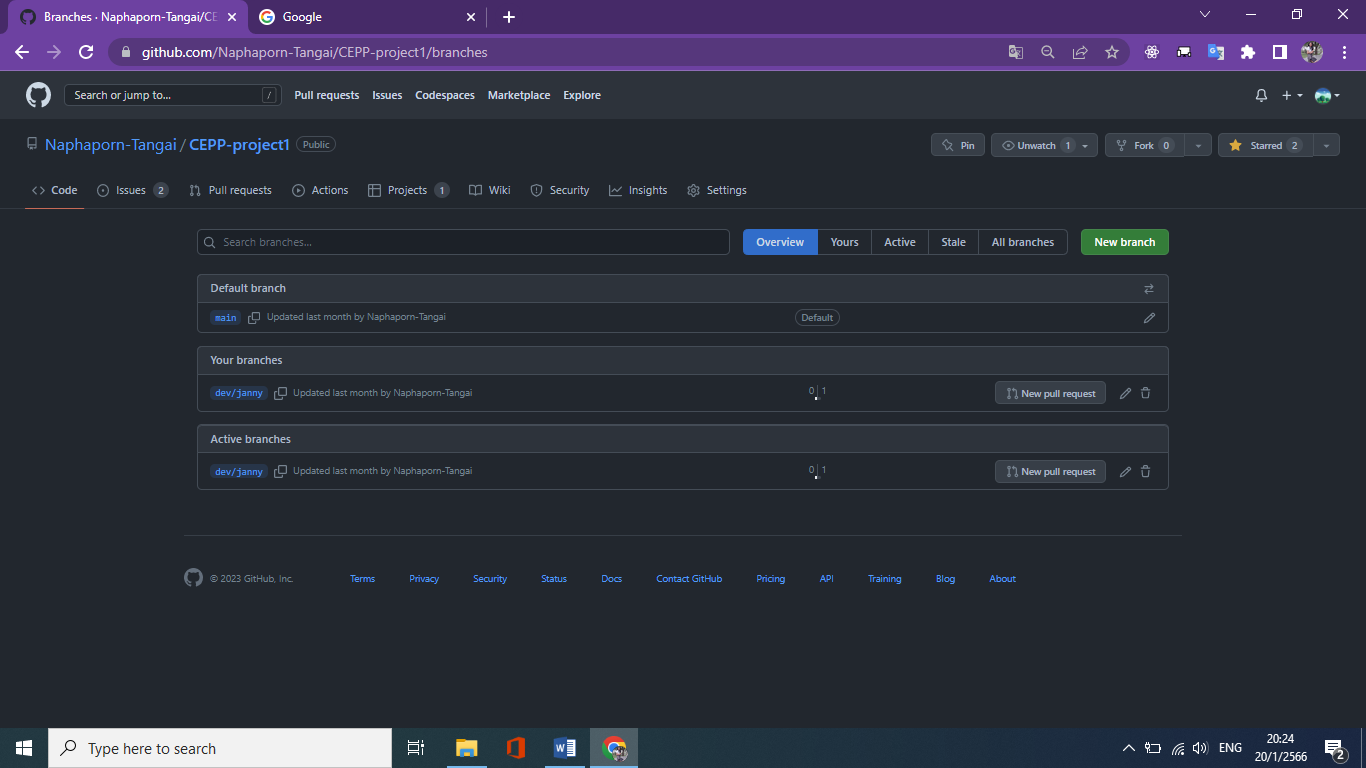 Branches · Naphaporn-Tangai/CE
Google
github.com/Naphaporn-Tangai/CEPP-project1/branches
Search or jump to... /
Pull requests Issues Codespaces Marketplace Explore
Naphaporn-Tangai / CEPP-project1 Public
Pin Unwatch 1 Fork 0 Starred 2
Code Issues 2 Pull requests Actions Projects 1 Wiki Security Insights Settings
Search branches... Overview Yours Active Stale All branches New branch
Default branch
main Updated last month by Naphaporn-Tangai Default
Your branches
dev/janny Updated last month by Naphaporn-Tangai 0 1 New pull request
Active branches
dev/janny Updated last month by Naphaporn-Tangai 0 1 New pull request
© 2023 GitHub, Inc. Terms Privacy Security Status Docs Contact GitHub Pricing API Training Blog About
Type here to search
ENG
20:24
20/1/2566
2